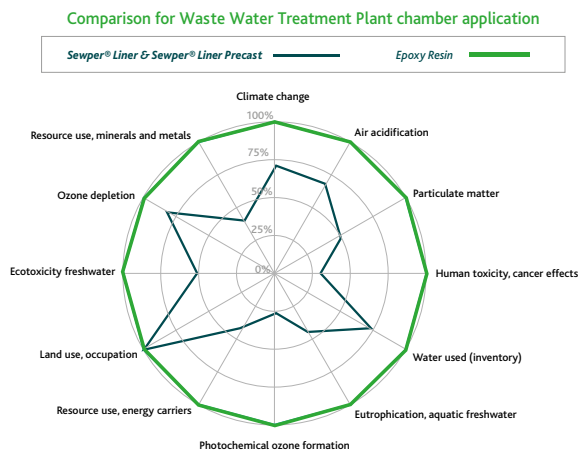 Comparison for Waste Water Treatment Plant chamber application
Sewper® Liner & Sewper® Liner Precast
Epoxy Resin
Climate change
100%
Resource use, minerals and metals
Air acidification
75%
Ozone depletion
50%
Particulate matter
25%
Ecotoxicity freshwater
0%
Human toxicity, cancer effects
Land use, occupation
Water used (inventory)
Resource use, energy carriers
Eutrophication, aquatic freshwater
Photochemical ozone formation